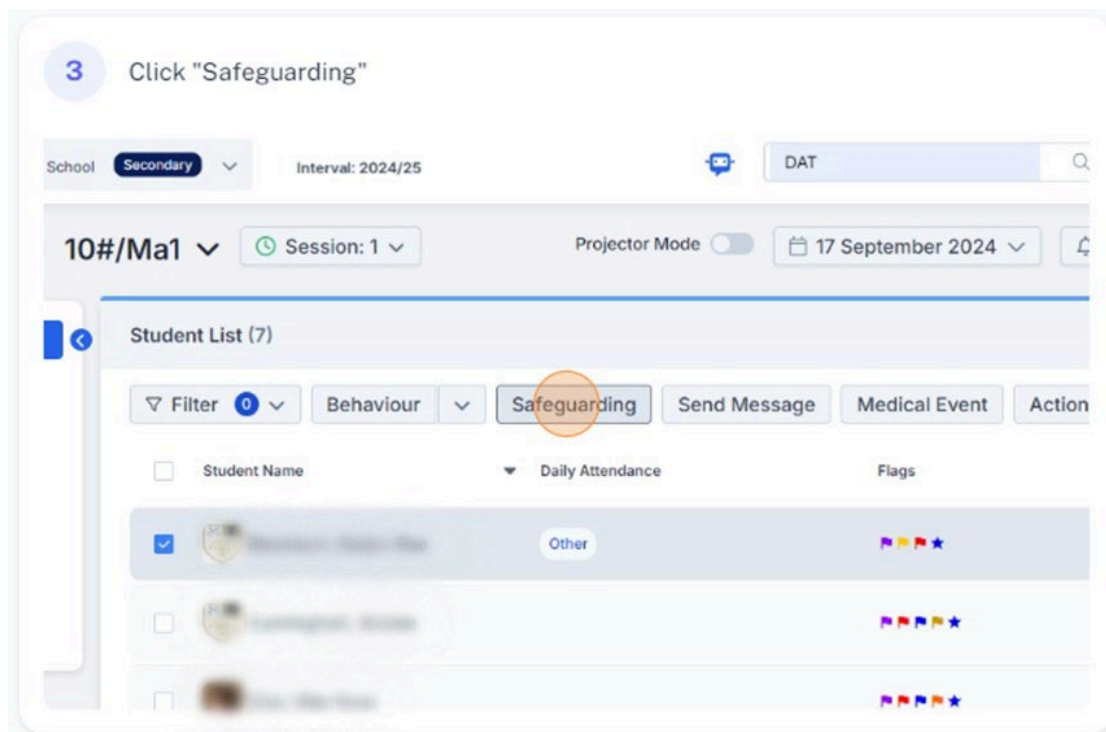 3 Click "Safeguarding"
School Secondary Interval: 2024/25 DAT
10#/Ma1 Session: 1 Projector Mode 17 September 2024
Student List (7)
Filter 0 Behaviour Safeguarding Send Message Medical Event Action
Student Name Daily Attendance Flags
Other